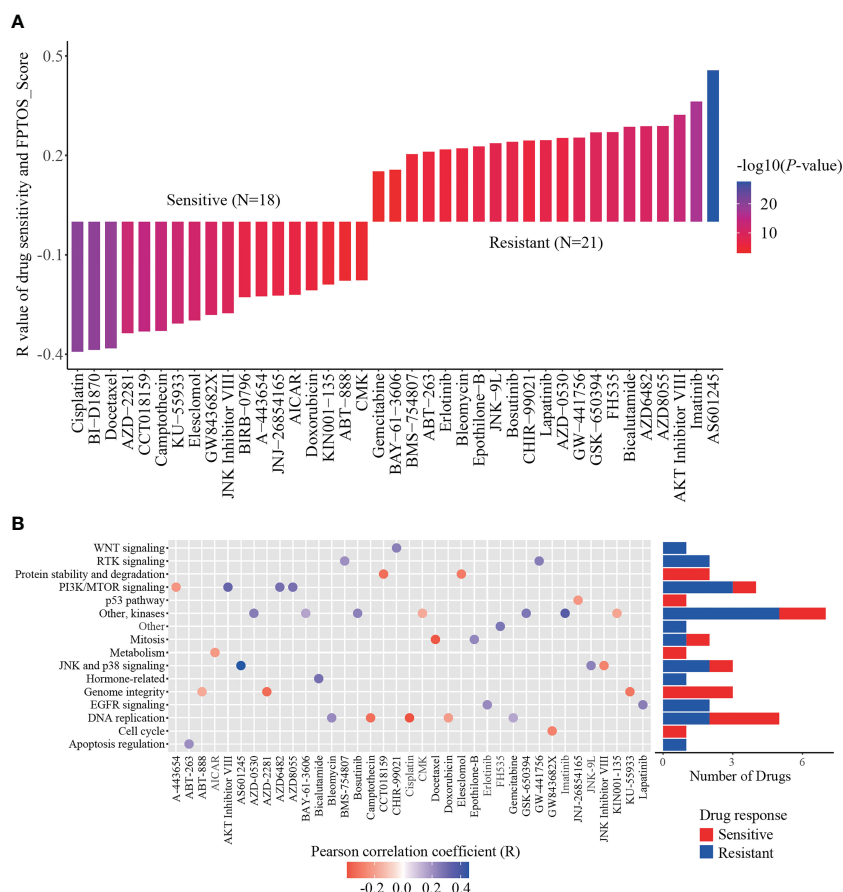 A
R value of drug sensitivity and FPTOS_Score
0.5
0.2
-0.1
-0.4
Sensitive (N=18)
Resistant (N=21)
-log10(P-value)
20
10
Cisplatin
BI−D1870
Docetaxel
AZD−2281
CCT018159
Camptothecin
KU−55933
Elesclomol
GW843682X
JNK Inhibitor VIII
BIRB−0796
A−443654
JNJ−26854165
AICAR
Doxorubicin
KIN001−135
ABT−888
CMK
Gemcitabine
BAY−61−3606
BMS−754807
ABT−263
Erlotinib
Bleomycin
Epothilone−B
JNK−9L
Bosutinib
CHIR−99021
Lapatinib
AZD−0530
GW−441756
GSK−650394
FH535
Bicalutamide
AZD6482
AZD8055
AKT Inhibitor VIII
Imatinib
AS601245
B
WNT signaling
RTK signaling
Protein stability and degradation
PI3K/MTOR signaling
p53 pathway
Other, kinases
Other
Mitosis
Metabolism
JNK and p38 signaling
Hormone-related
Genome integrity
EGFR signaling
DNA replication
Cell cycle
Apoptosis regulation
A-443654
ABT-263
ABT-888
AICAR
AKT Inhibitor VIII
AS601245
AZD-0530
AZD-2281
AZD6482
AZD8055
BAY-61-3606
Bicalutamide
Bleomycin
BMS-754807
Bosutinib
Camptothecin
CCT018159
CHIR-99021
Cisplatin
CMK
Docetaxel
Doxorubicin
Elesclomol
Epothilone-B
Erlotinib
FH535
Gemcitabine
GSK-650394
GW-441756
GW843682X
Imatinib
JNJ-26854165
JNK-9L
JNK Inhibitor VIII
KIN001-135
KU-55933
Lapatinib
0 3 6
Number of Drugs
Drug response
Sensitive
Resistant
Pearson correlation coefficient (R)
-0.2 0.0 0.2 0.4